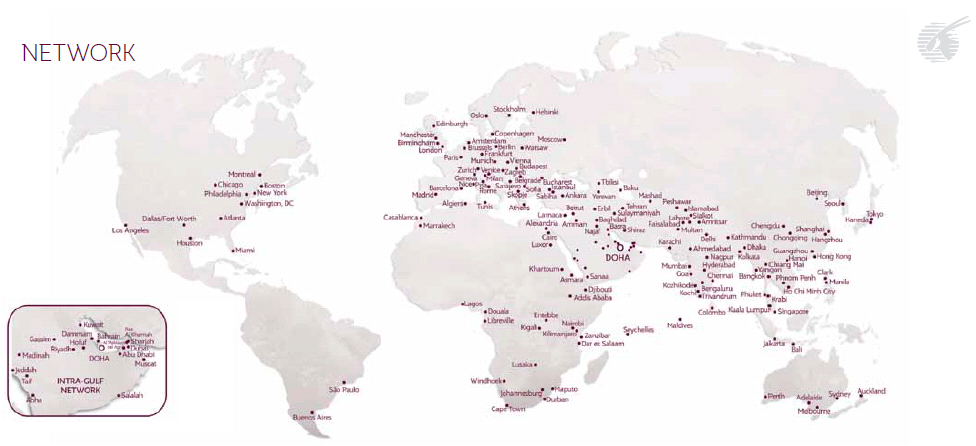 NETWORK
Montreal
Chicago
Boston
Philadelphia
New York
Washington, DC
Dallas/Fort Worth
Atlanta
Los Angeles
Houston
Miami
São Paulo
Buenos Aires
Oslo
Stockholm
Helsinki
Edinburgh
Manchester
Birmingham
London
Copenhagen
Amsterdam
Moscow
Brussels
Berlin
Warsaw
Paris
Frankfurt
Munich
Vienna
Budapest
Zurich
Venice
Zagreb
Geneva
Milan
Belgrade
Bucharest
Barcelona
Nice
Rome
Sarajevo
Sofia
Istanbul
Madrid
Skopje
Sabiha
Ankara
Algiers
Tunis
Athens
Casablanca
Marrakech
Tbilisi
Baku
Yerevan
Mashad
Larnaca
Beirut
Erbil
Tehran
Sulaymaniyah
Alexandria
Amman
Baghdad
Basra
Shiraz
Cairo
Najaf
Luxor
DOHA
Peshawar
Islamabad
Lahore
Sialkot
Faisalabad
Amritsar
Multan
Karachi
Delhi
Kathmandu
Ahmedabad
Dhaka
Nagpur
Kolkata
Mumbai
Hyderabad
Goa
Chennai
Kozhikode
Bengaluru
Kochi
Trivandrum
Colombo
Maldives
Beijing
Seoul
Tokyo
Haneda
Chengdu
Shanghai
Chongqing
Hangzhou
Guangzhou
Hong Kong
Hanoi
Chiang Mai
Yangon
Bangkok
Phnom Penh
Clark
Manila
Ho Chi Minh City
Phuket
Krabi
Kuala Lumpur
Singapore
Jakarta
Bali
Khartoum
Asmara
Sanaa
Djibouti
Addis Ababa
Lagos
Douala
Libreville
Entebbe
Kigali
Nairobi
Kilimanjaro
Zanzibar
Dar es Salaam
Seychelles
Lusaka
Windhoek
Johannesburg
Maputo
Durban
Cape Town
Perth
Adelaide
Sydney
Auckland
Melbourne
Kuwait
Dammam
Bahrain
Ras
Al Khaimah
Gassim
Hofuf
Sharjah
Riyadh
Dubai
Madinah
DOHA
Abu Dhabi
Muscat
Jeddah
Taif
INTRA-GULF
NETWORK
Abha
Salalah